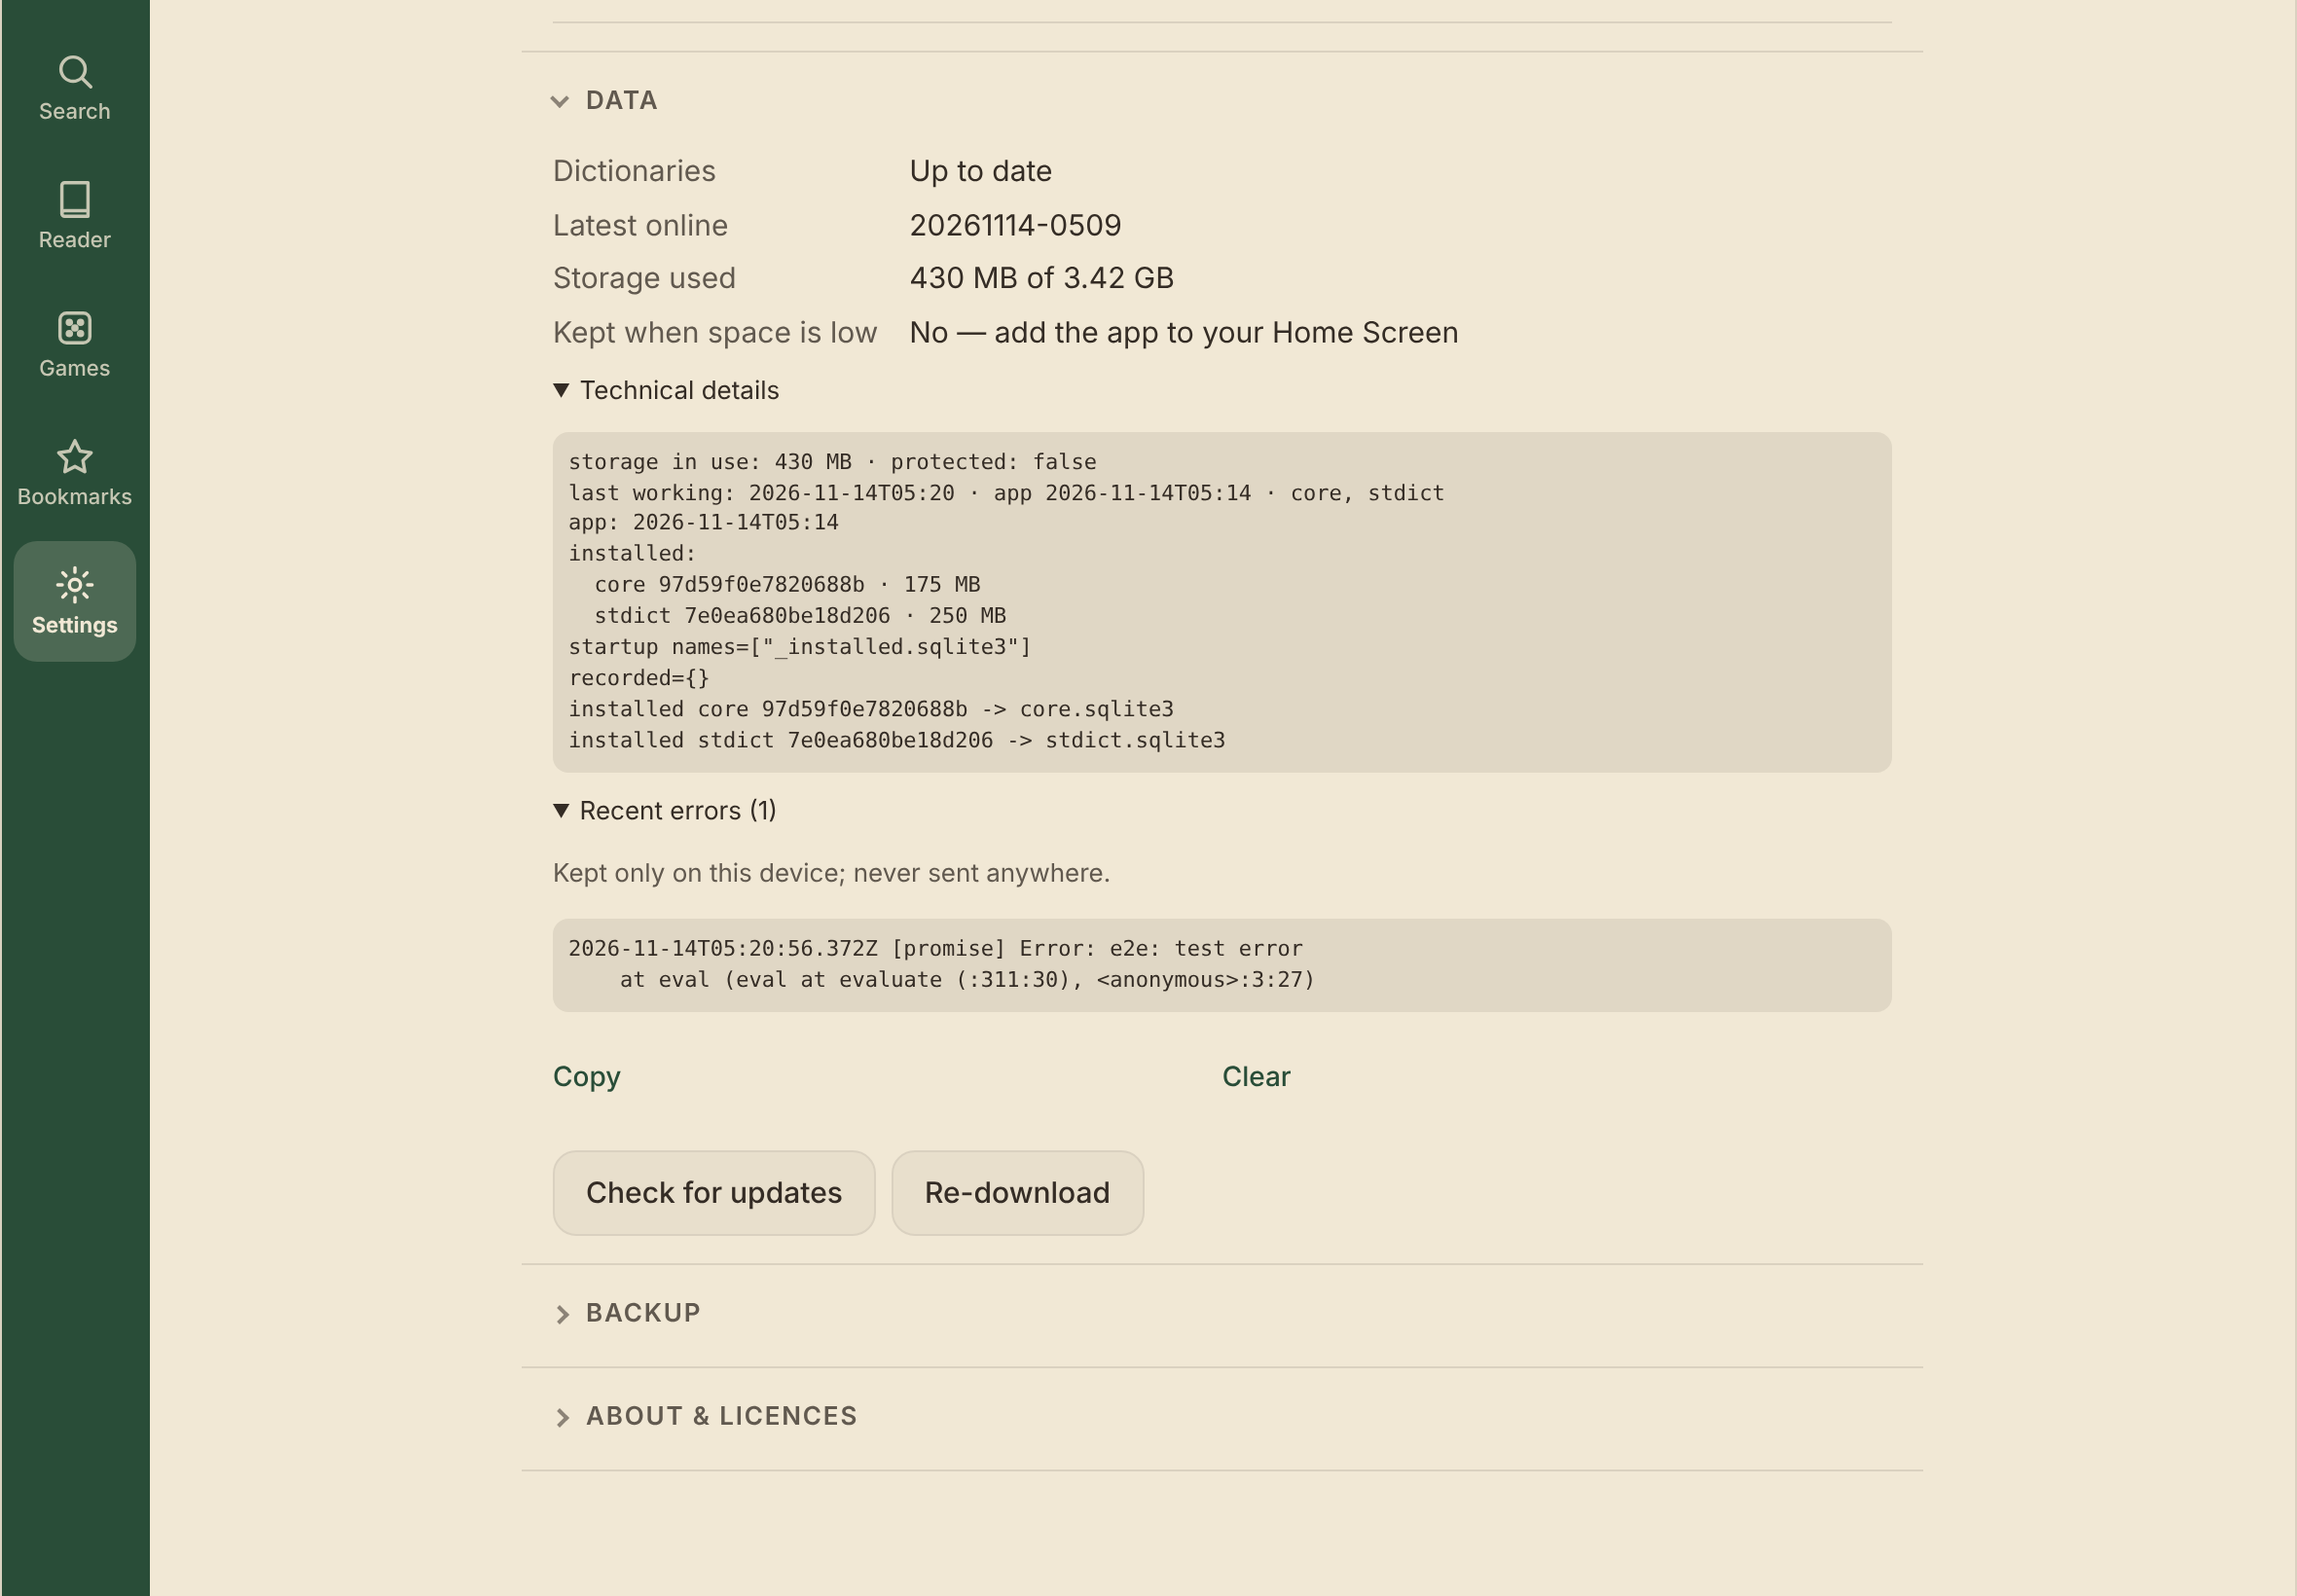 Search
Reader
Games
Bookmarks
Settings
DATA
Dictionaries Up to date
Latest online 20261114-0509
Storage used 430 MB of 3.42 GB
Kept when space is low No — add the app to your Home Screen
▼ Technical details
storage in use: 430 MB · protected: false
last working: 2026-11-14T05:20 · app 2026-11-14T05:14 · core, stdict
app: 2026-11-14T05:14
installed:
  core 97d59f0e7820688b · 175 MB
  stdict 7e0ea680be18d206 · 250 MB
startup names=["_installed.sqlite3"]
recorded={}
installed core 97d59f0e7820688b -> core.sqlite3
installed stdict 7e0ea680be18d206 -> stdict.sqlite3
▼ Recent errors (1)
Kept only on this device; never sent anywhere.
2026-11-14T05:20:56.372Z [promise] Error: e2e: test error
    at eval (eval at evaluate (:311:30), <anonymous>:3:27)
Copy Clear
Check for updates Re-download
BACKUP
ABOUT & LICENCES